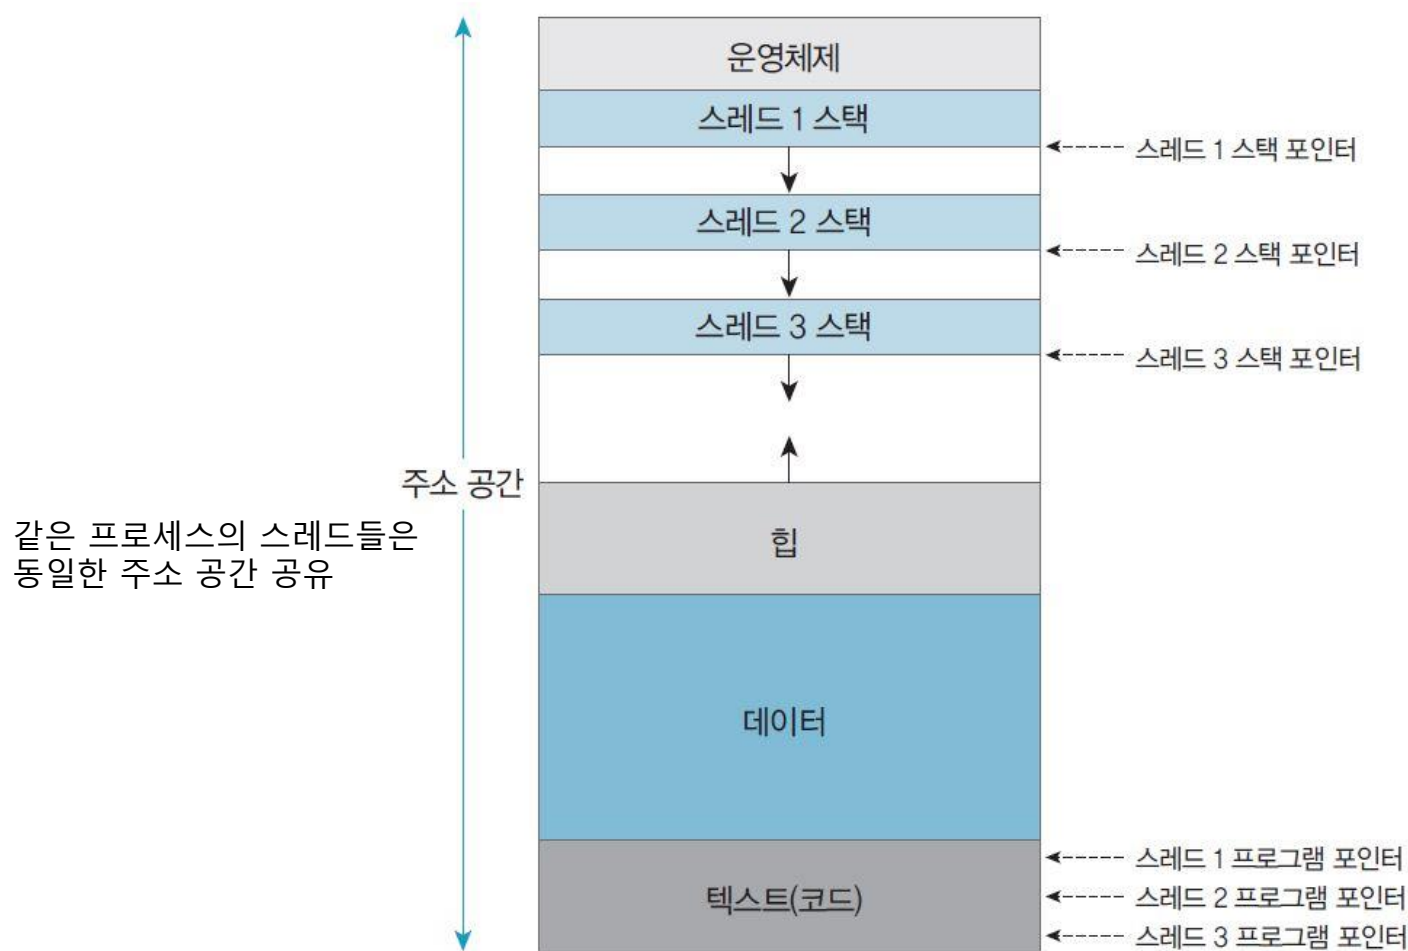 운영체제
스레드 1 스택
스레드 1 스택 포인터
스레드 2 스택
스레드 2 스택 포인터
스레드 3 스택
스레드 3 스택 포인터
주소 공간
같은 프로세스의 스레드들은
동일한 주소 공간 공유
힙
데이터
텍스트(코드)
스레드 1 프로그램 포인터
스레드 2 프로그램 포인터
스레드 3 프로그램 포인터